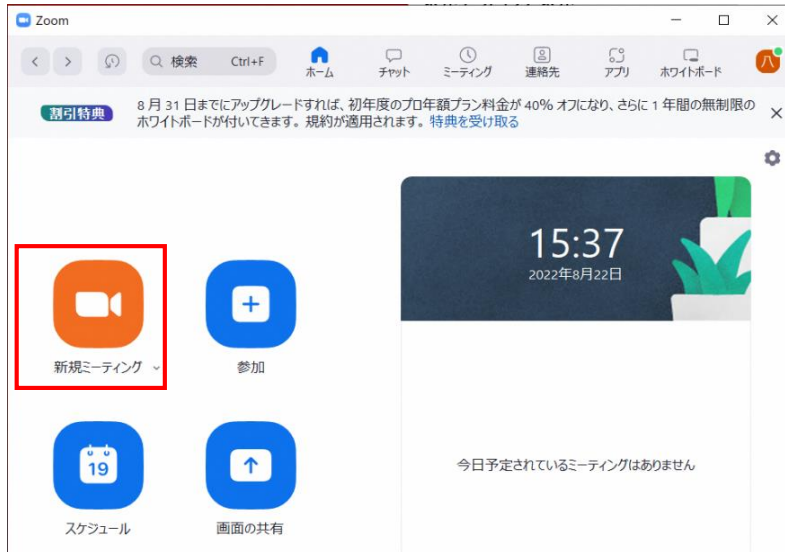 Zoom
検索 Ctrl+F
ホーム
チャット
ミーティング
連絡先
アプリ
ホワイトボード
八
割引特典
8 月 31 日までにアップグレードすれば、初年度のプロ年額プラン料金が 40% オフになり、さらに 1 年間の無制限の
ホワイトボードが付いてきます。規約が適用されます。特典を受け取る
15:37
2022年8月22日
新規ミーティング
参加
19
スケジュール
画面の共有
今日予定されているミーティングはありません